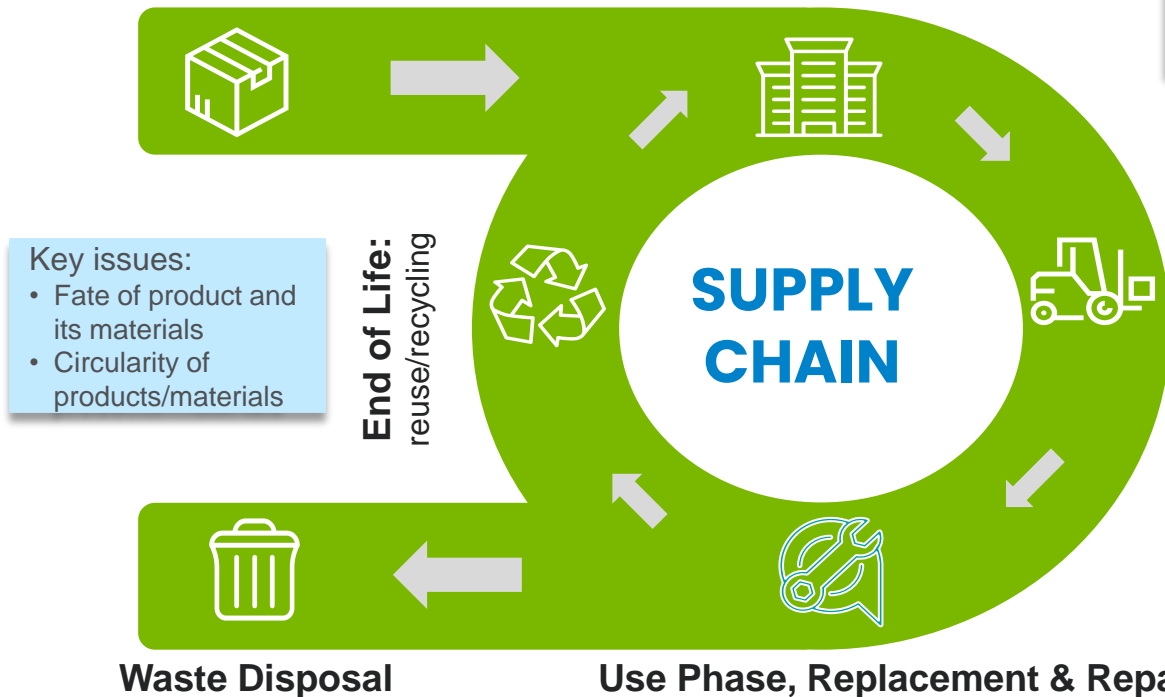 Key issues:
• Fate of product and
its materials
• Circularity of
products/materials
End of Life:
reuse/recycling
SUPPLY
CHAIN
Waste Disposal
Use Phase, Replacement & Repa